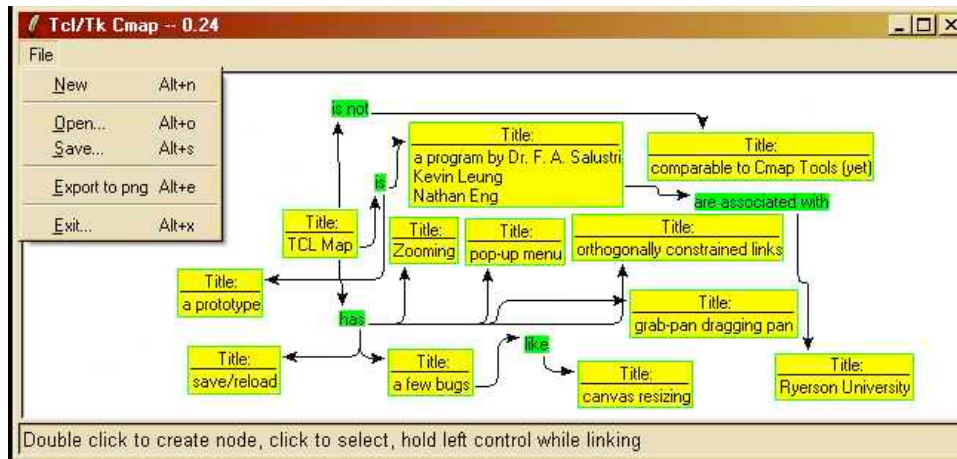 Tcl/Tk Cmap -- 0.24
File
New Alt+n
Open... Alt+o
Save... Alt+s
Export to png Alt+e
Exit... Alt+x
is not
Title:
a program by Dr. F. A. Salustri
Kevin Leung
Nathan Eng
Title:
comparable to Cmap Tools (yet)
is
are associated with
Title:
TCL Map
Title:
Zooming
Title:
pop-up menu
Title:
orthogonally constrained links
Title:
a prototype
Title:
grab-pan dragging pan
has
like
Title:
save/reload
Title:
a few bugs
Title:
canvas resizing
Title:
Ryerson University
Double click to create node, click to select, hold left control while linking